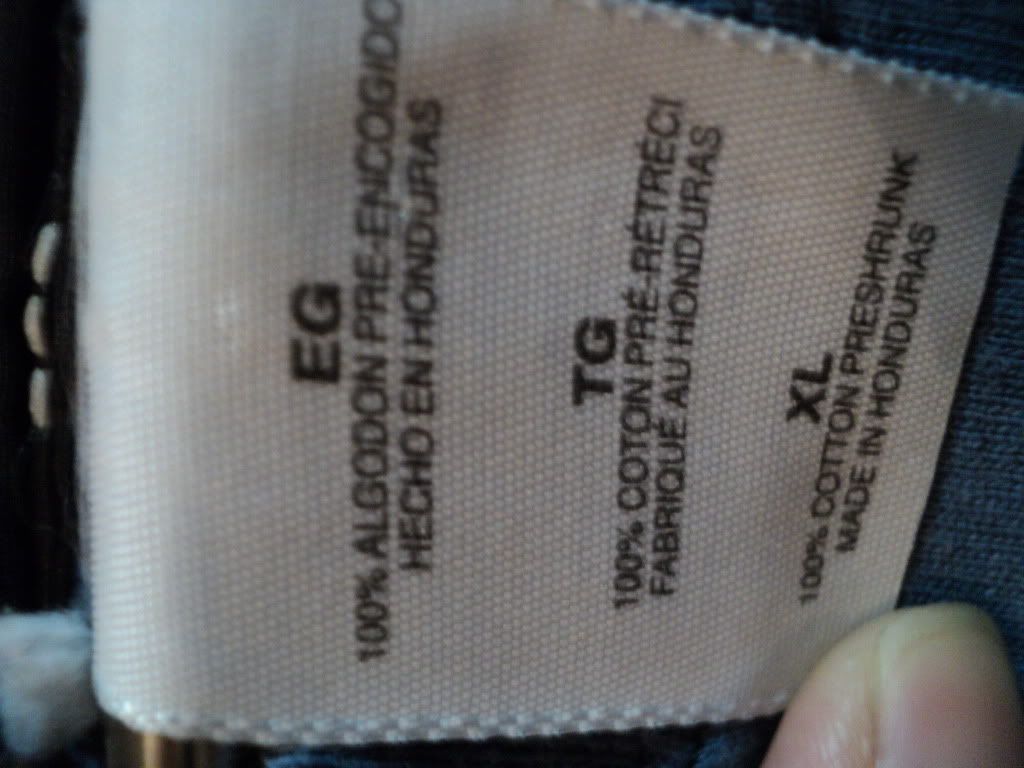 EG
100% ALGODON PRE-ENCOGIDO
HECHO EN HONDURAS
TG
100% COTON PRÉ-RÉTRÉCI
FABRIQUÉ AU HONDURAS
XL
100% COTTON PRESHRUNK
MADE IN HONDURAS